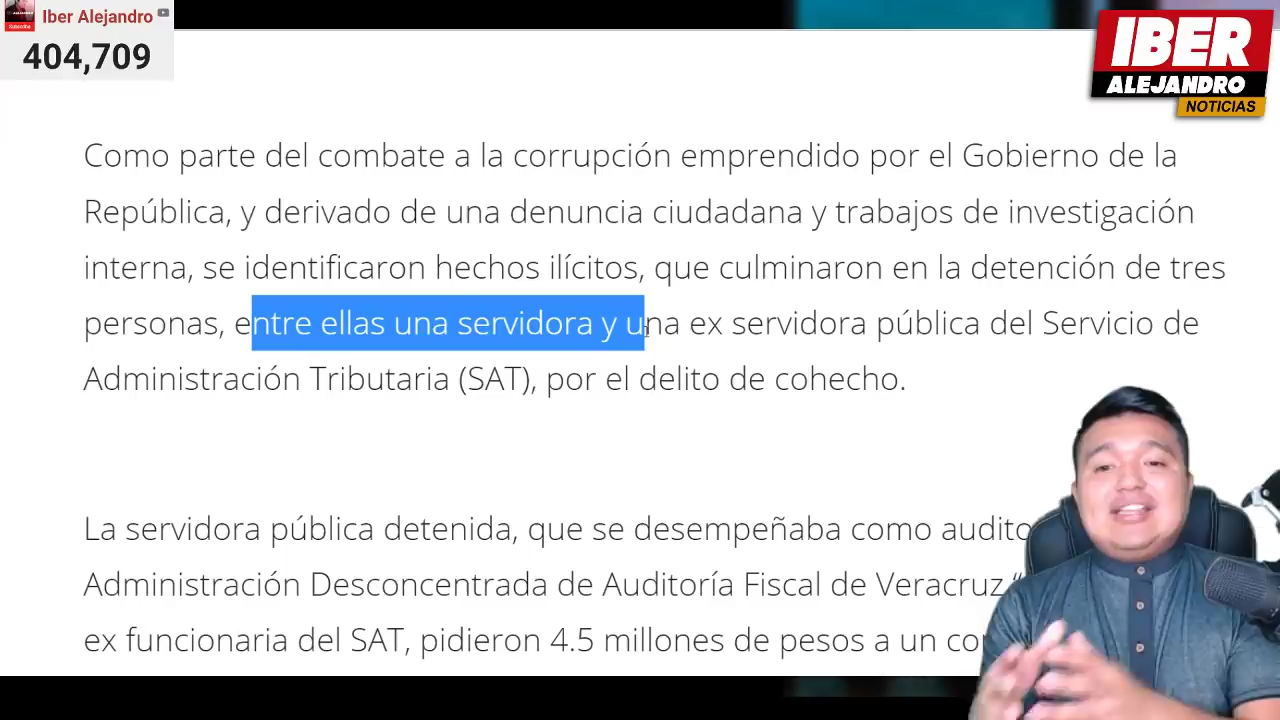 Iber Alejandro
Subscribe
404,709
IBER
ALEJANDRO
NOTICIAS
Como parte del combate a la corrupción emprendido por el Gobierno de la
República, y derivado de una denuncia ciudadana y trabajos de investigación
interna, se identificaron hechos ilícitos, que culminaron en la detención de tres
personas, entre ellas una servidora y una ex servidora pública del Servicio de
Administración Tributaria (SAT), por el delito de cohecho.
La servidora pública detenida, que se desempeñaba como
Administración Desconcentrada de Auditoría Fiscal de Veracruz “
ex funcionaria del SAT, pidieron 4.5 millones de pesos a un